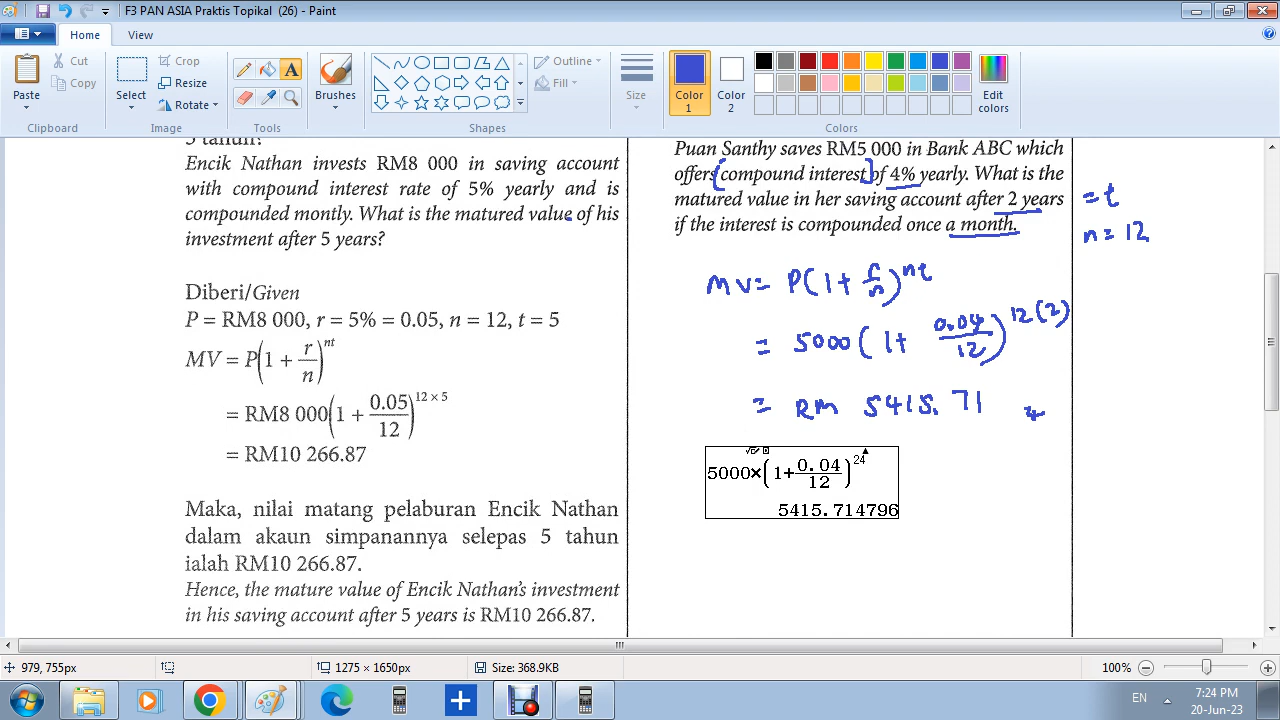 F3 PAN ASIA Praktis Topikal (26) - Paint
Home View
Paste
Cut
Copy
Clipboard
Select
Crop
Resize
Rotate
Image
Tools
Brushes
Shapes
Outline
Fill
Size
Color 1
Color 2
Edit colors
Colors
5 tahun?
Encik Nathan invests RM8 000 in saving account
with compound interest rate of 5% yearly and is
compounded montly. What is the matured value of his
investment after 5 years?
Diberi/Given
P = RM8 000, r = 5% = 0.05, n = 12, t = 5
MV = P(1 + r/n)^nt
= RM8 000(1 + 0.05/12)^12 × 5
= RM10 266.87
Maka, nilai matang pelaburan Encik Nathan
dalam akaun simpanannya selepas 5 tahun
ialah RM10 266.87.
Hence, the mature value of Encik Nathan's investment
in his saving account after 5 years is RM10 266.87.
Puan Santhy saves RM5 000 in Bank ABC which
offers (compound interest) of 4% yearly. What is the
matured value in her saving account after 2 years
if the interest is compounded once a month.
= t
n = 12
MV = P(1 + r/n)^nt
= 5000(1 + 0.04/12)^12(2)
= RM 5415.71
5000×(1+0.04/12)^24
5415.714796
979, 755px
1275 × 1650px
Size: 368.9KB
100%
EN
7:24 PM
20-Jun-23